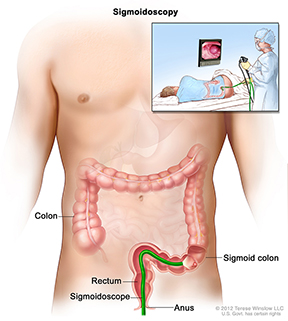 Sigmoidoscopy
Colon
Sigmoid colon
Rectum
Sigmoidoscope
Anus
© 2012 Terese Winslow LLC
U.S. Govt. has certain rights